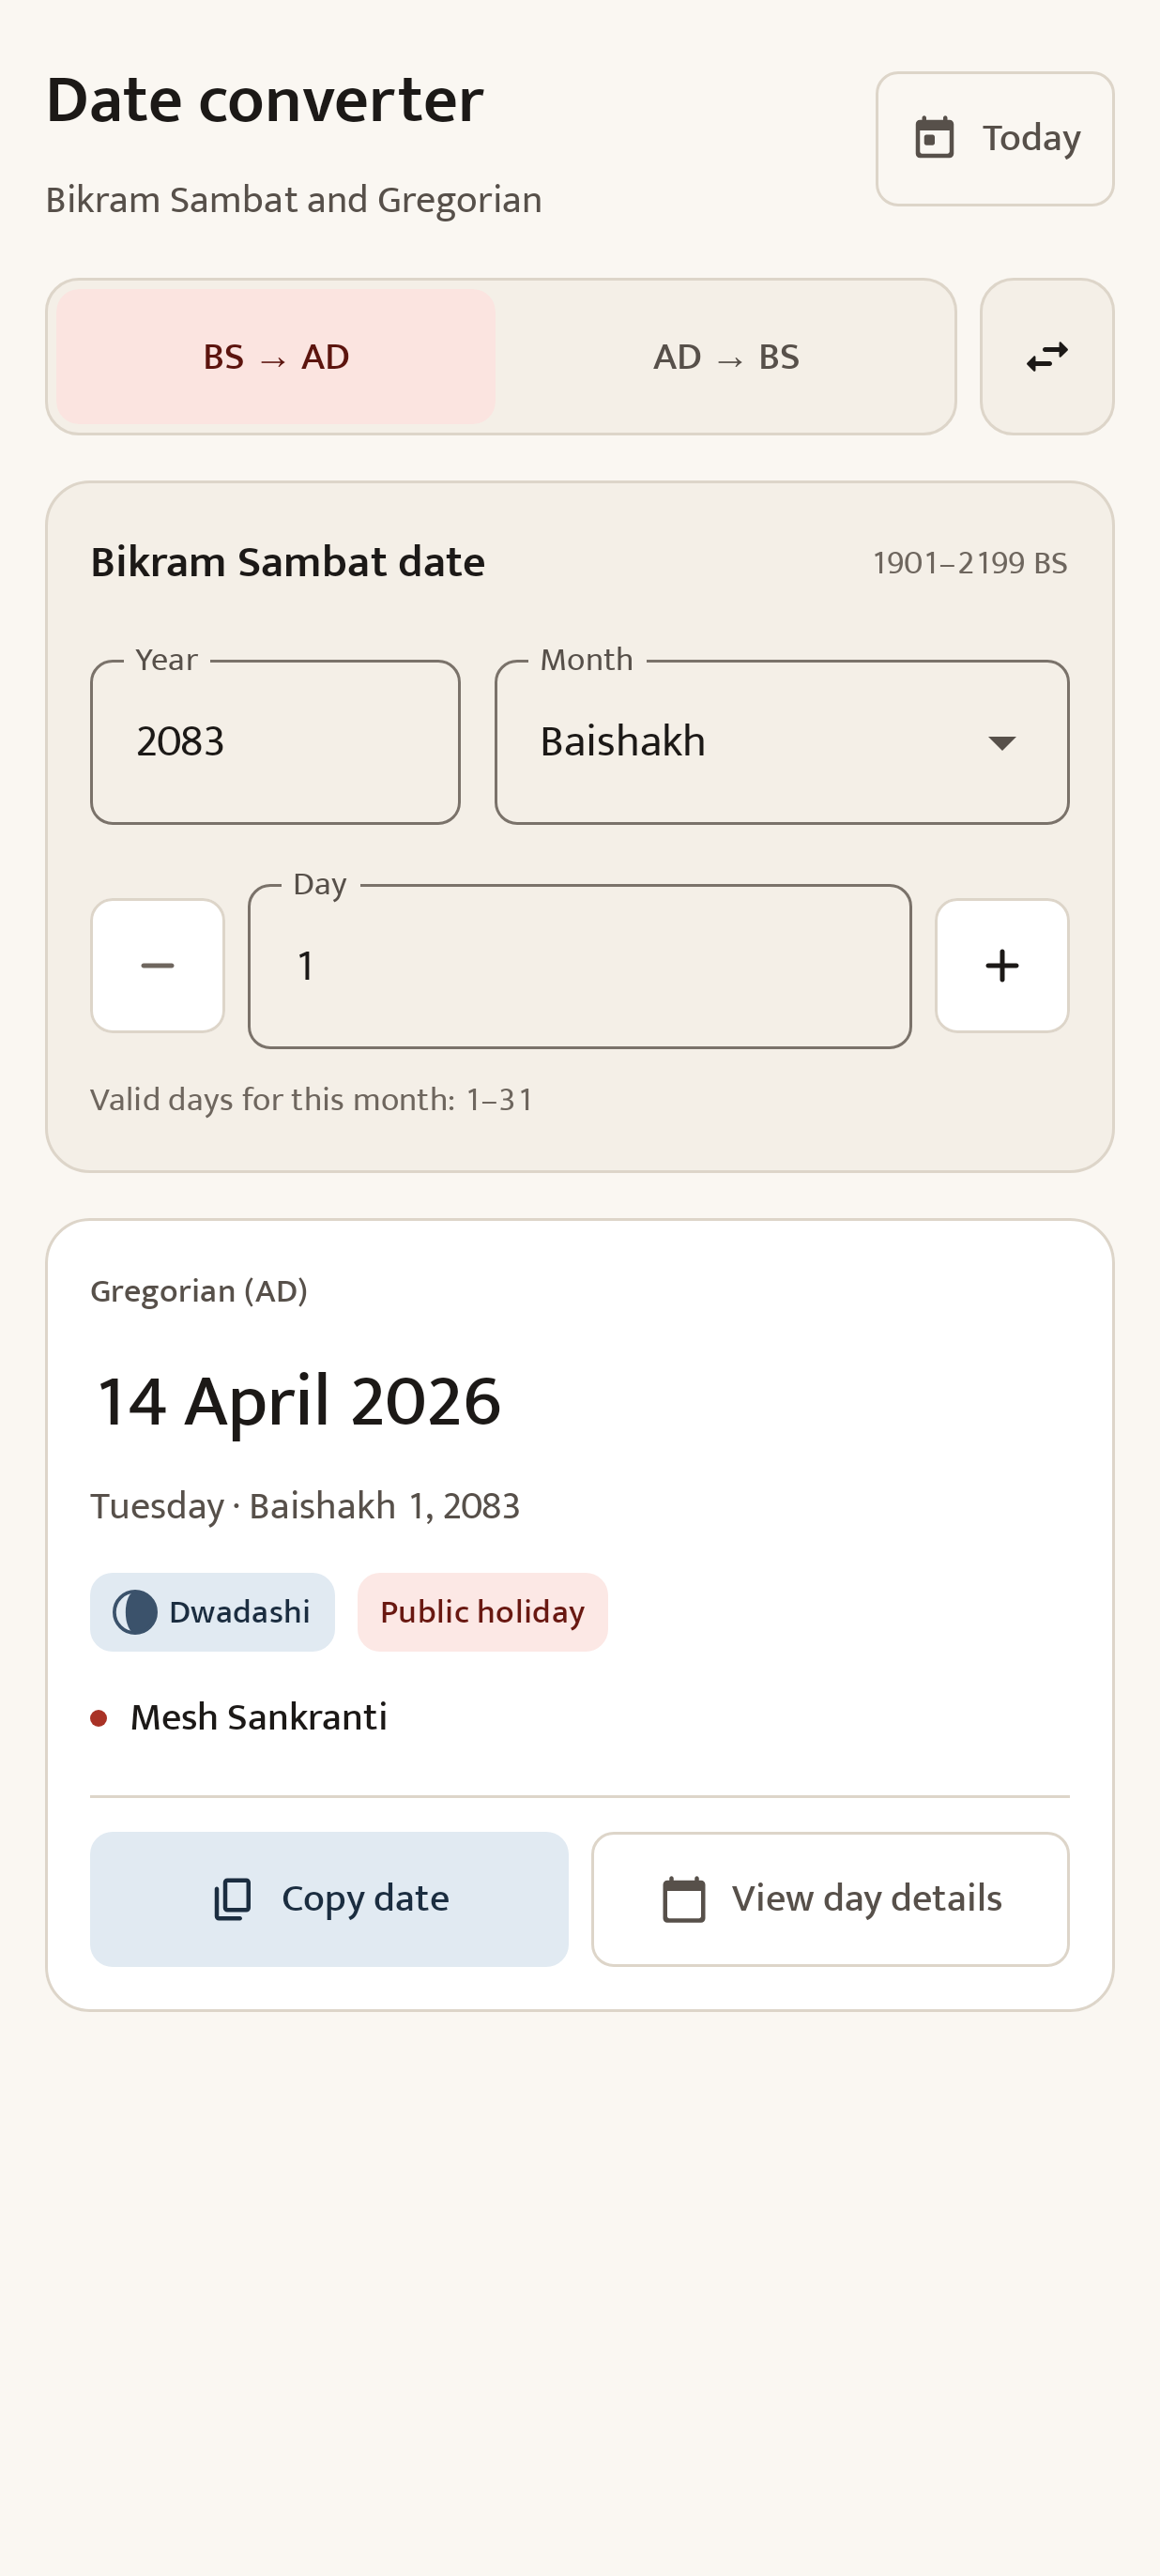 Date converter
Today
Bikram Sambat and Gregorian
BS → AD
AD → BS
Bikram Sambat date
1901–2199 BS
Year
Month
2083
Baishakh
Day
1
Valid days for this month: 1–31
Gregorian (AD)
14 April 2026
Tuesday · Baishakh 1, 2083
Dwadashi
Public holiday
Mesh Sankranti
Copy date
View day details